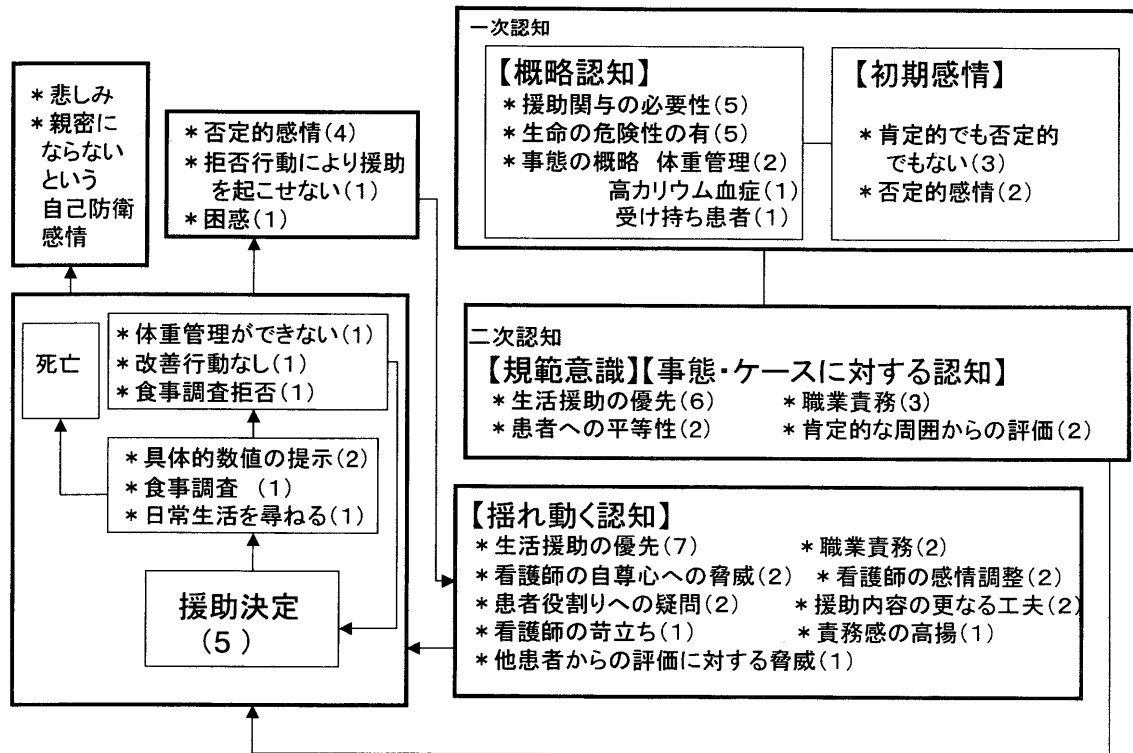 一次認知
【概略認知】
＊援助関与の必要性(5)
＊生命の危険性の有(5)
＊事態の概略 体重管理(2)
高カリウム血症(1)
受け持ち患者(1)
【初期感情】
＊肯定的でも否定的
でもない(3)
＊否定的感情(2)
二次認知
【規範意識】【事態・ケースに対する認知】
＊生活援助の優先(6)
＊職業責務(3)
＊患者への平等性(2)
＊肯定的な周囲からの評価(2)
【揺れ動く認知】
＊生活援助の優先(7)
＊職業責務(2)
＊看護師の自尊心への脅威(2)
＊看護師の感情調整(2)
＊患者役割りへの疑問(2)
＊援助内容の更なる工夫(2)
＊看護師の苛立ち(1)
＊責務感の高揚(1)
＊他患者からの評価に対する脅威(1)
＊悲しみ
＊親密に
ならない
という
自己防衛
感情
＊否定的感情(4)
＊拒否行動により援助
を起こせない(1)
＊困惑(1)
死亡
＊体重管理ができない(1)
＊改善行動なし(1)
＊食事調査拒否(1)
＊具体的数値の提示(2)
＊食事調査 (1)
＊日常生活を尋ねる(1)
援助決定
(5)